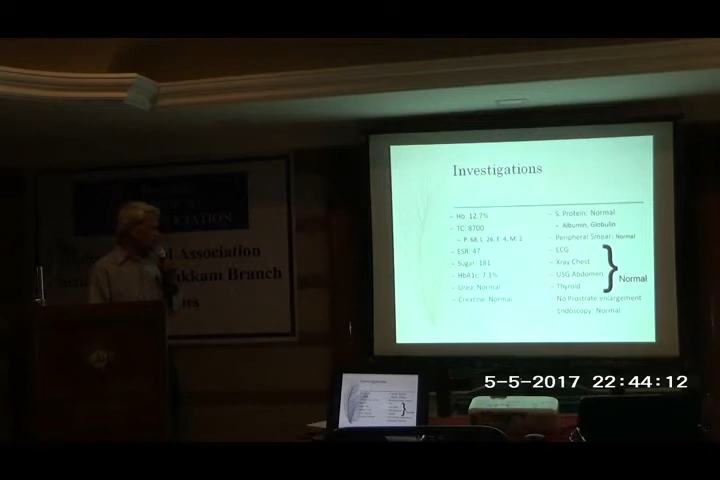 Investigations
– Hb: 12.7%
– TC: 8700
– P: 68, L: 26, E: 4, M: 2
– ESR: 47
– Sugar: 181
– HbA1c: 7.1%
– Urea: Normal
– Creatine: Normal
– S. Protein: Normal
– Albumin, Globulin
– Peripheral Smear: Normal
– ECG
– Xray Chest
– USG Abdomen
– Thyroid
Normal
No Prostrate enlargement
Endoscopy: Normal
Association
kkam Branch
Investigations
5-5-2017 22:44:12